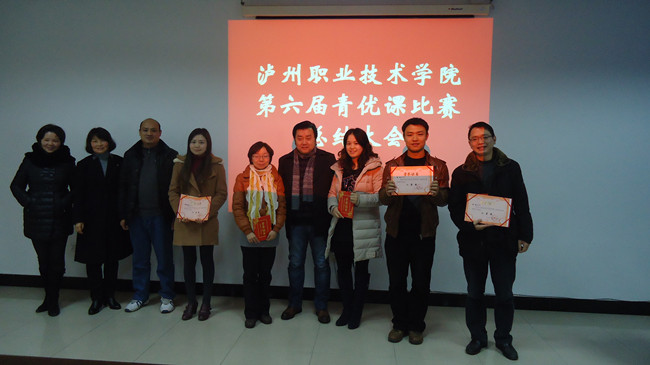 泸州职业技术学院
第六届青优课比赛
总结大会